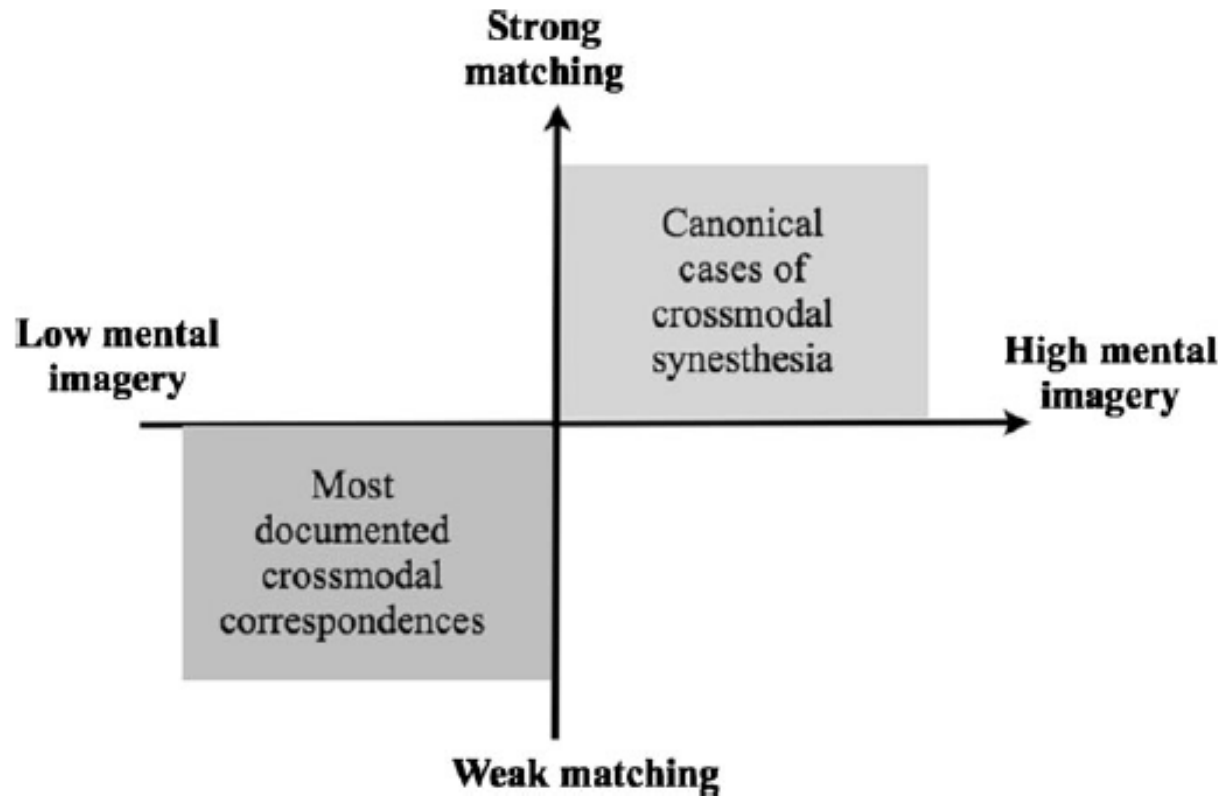 Strong
matching
Canonical
cases of
crossmodal
synesthesia
Low mental
imagery
High mental
imagery
Most
documented
crossmodal
correspondences
Weak matching